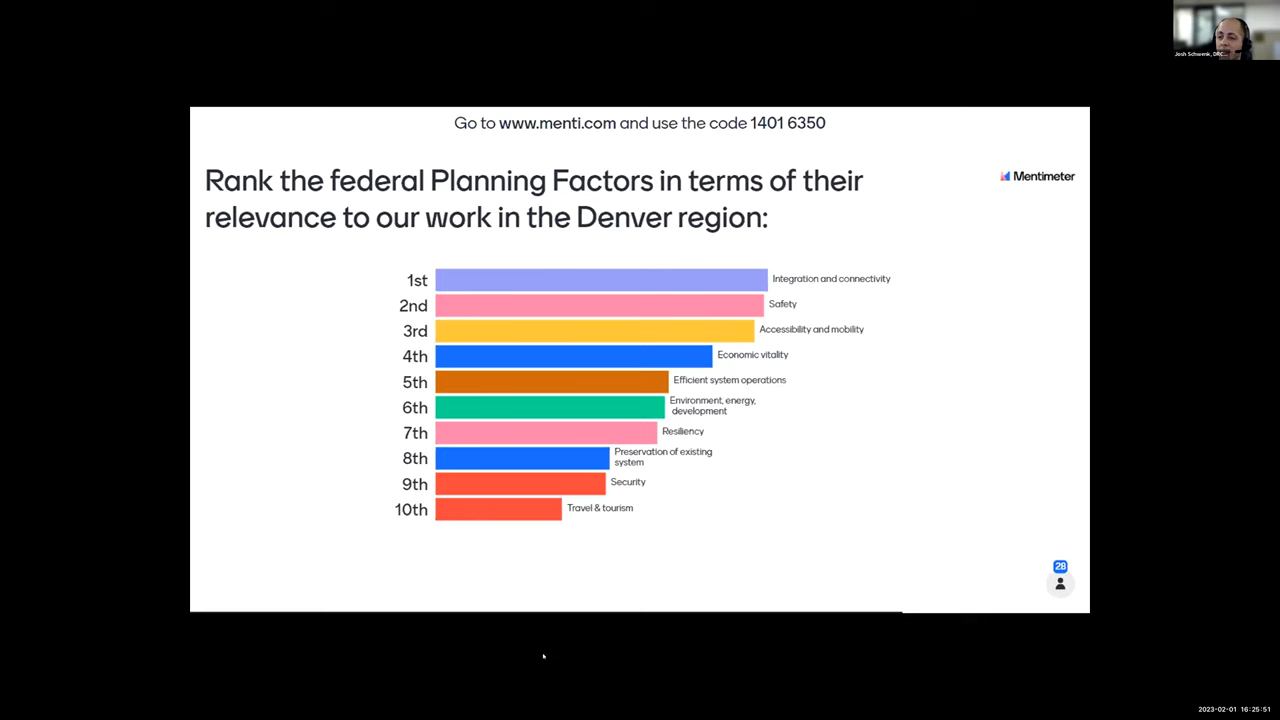 Josh Schwenk, DRC...
Go to www.menti.com and use the code 1401 6350
Rank the federal Planning Factors in terms of their
relevance to our work in the Denver region:
Mentimeter
1st Integration and connectivity
2nd Safety
3rd Accessibility and mobility
4th Economic vitality
5th Efficient system operations
6th Environment, energy,
development
7th Resiliency
8th Preservation of existing
system
9th Security
10th Travel & tourism
28
2023-02-01 16:25:51